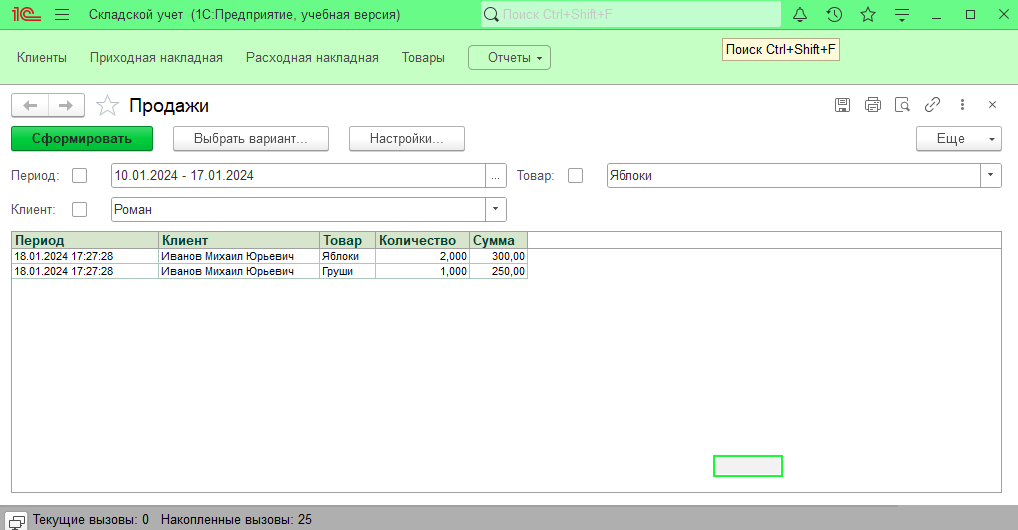 1С Складской учет (1С:Предприятие, учебная версия) Поиск Ctrl+Shift+F
Клиенты Приходная накладная Расходная накладная Товары Отчеты
Поиск Ctrl+Shift+F
Продажи
Сформировать Выбрать вариант... Настройки... Еще
Период: 10.01.2024 - 17.01.2024 ... Товар: Яблоки
Клиент: Роман
Период Клиент Товар Количество Сумма
18.01.2024 17:27:28 Иванов Михаил Юрьевич Яблоки 2,000 300,00
18.01.2024 17:27:28 Иванов Михаил Юрьевич Груши 1,000 250,00
Текущие вызовы: 0 Накопленные вызовы: 25